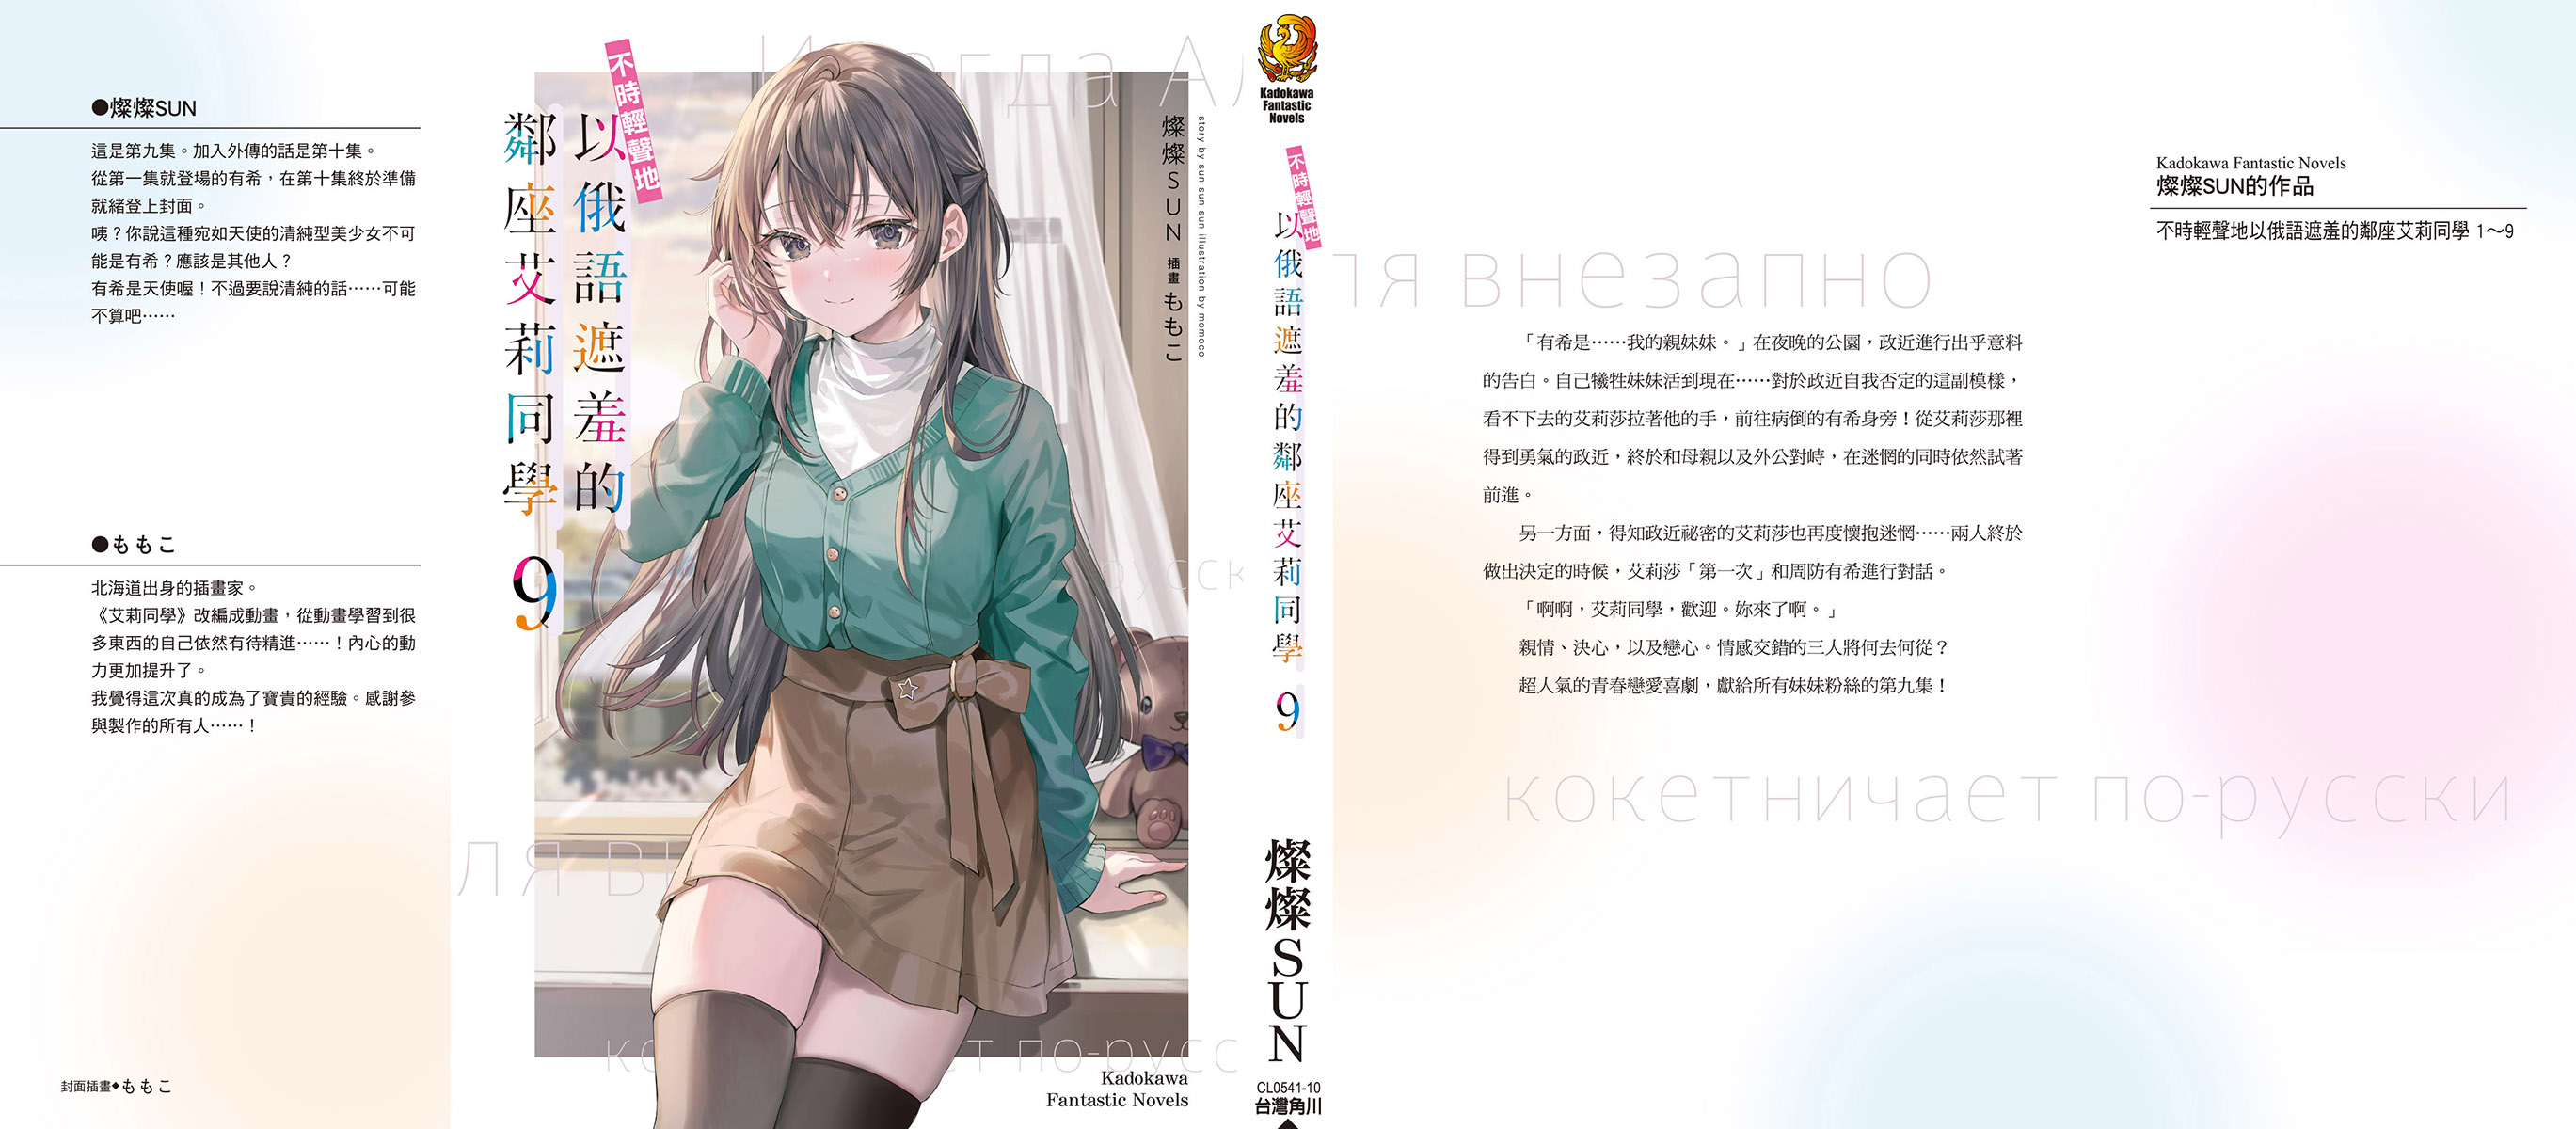 ●燦燦SUN
這是第九集。加入外傳的話是第十集。
從第一集就登場的有希，在第十集終於準備
就緒登上封面。
咦？你說這種宛如天使的清純型美少女不可
能是有希？應該是其他人？
有希是天使喔！不過要說清純的話⋯⋯可能
不算吧⋯⋯
●ももこ
北海道出身的插畫家。
《艾莉同學》改編成動畫，從動畫學習到很
多東西的自己依然有待精進⋯⋯！內心的動
力更加提升了。
我覺得這次真的成為了寶貴的經驗。感謝參
與製作的所有人⋯⋯！
封面插畫◆ももこ
不時輕聲地
以俄語遮羞的
鄰座艾莉同學
9
燦燦SUN 插畫 ももこ
story by sun sun sun illustration by momoco
гда Ал
русск
ля вн
ко
т по-русс
Kadokawa
Fantastic Novels
Kadokawa
Fantastic
Novels
不時輕聲地
以俄語遮羞的鄰座艾莉同學
9
燦燦SUN
CL0541-10
台灣角川
ля внезапно
「有希是⋯⋯我的親妹妹。」在夜晚的公園，政近進行出乎意料
的告白。自己犧牲妹妹活到現在⋯⋯對於政近自我否定的這副模樣，
看不下去的艾莉莎拉著他的手，前往病倒的有希身旁！從艾莉莎那裡
得到勇氣的政近，終於和母親以及外公對峙，在迷惘的同時依然試著
前進。
另一方面，得知政近祕密的艾莉莎也再度懷抱迷惘⋯⋯兩人終於
做出決定的時候，艾莉莎「第一次」和周防有希進行對話。
「啊啊，艾莉同學，歡迎。妳來了啊。」
親情、決心，以及戀心。情感交錯的三人將何去何從？
超人氣的青春戀愛喜劇，獻給所有妹妹粉絲的第九集！
кокетничает по-русски
Kadokawa Fantastic Novels
燦燦SUN的作品
不時輕聲地以俄語遮羞的鄰座艾莉同學 1～9